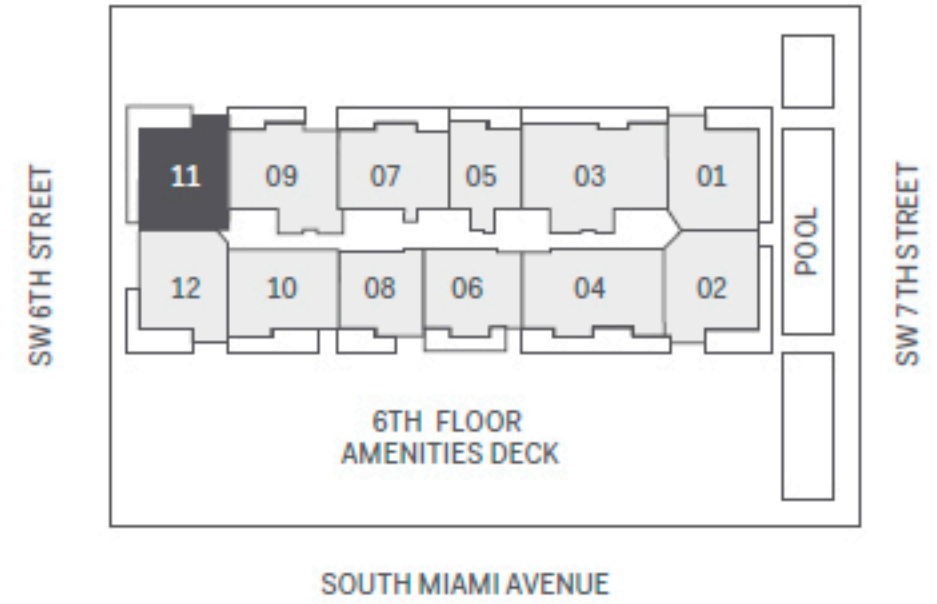 11 09 07 05 03 01
12 10 08 06 04 02
POOL
SW 6TH STREET
SW 7TH STREET
6TH FLOOR
AMENITIES DECK
SOUTH MIAMI AVENUE